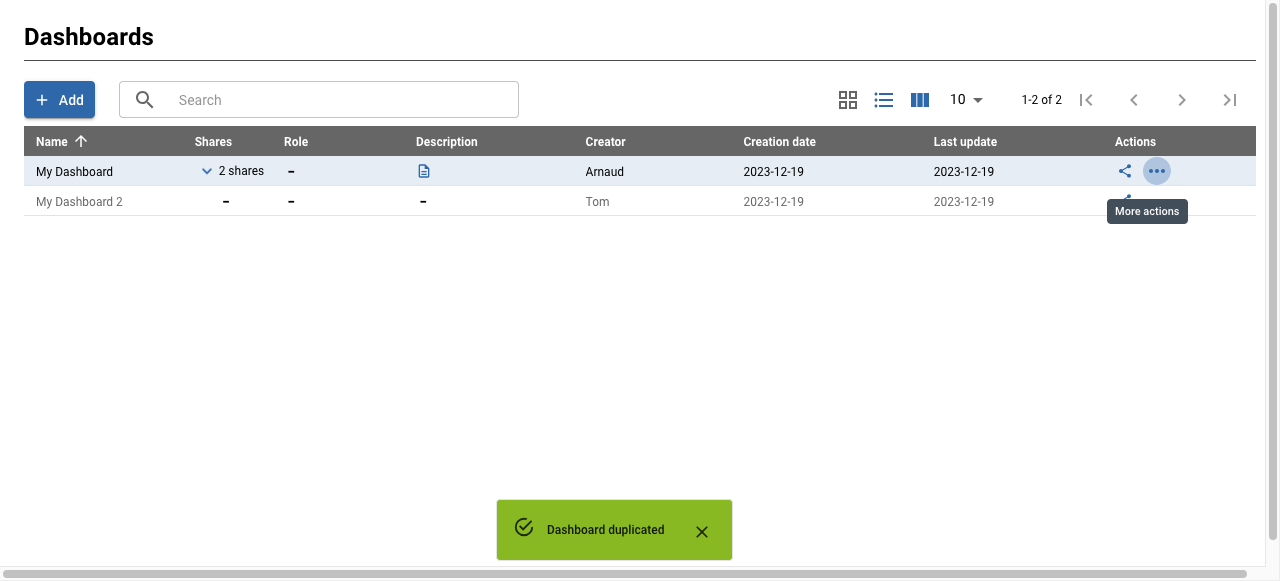 Dashboards
Add
Search
10
1-2 of 2
Name Shares Role Description Creator Creation date Last update Actions
My Dashboard 2 shares – Arnaud 2023-12-19 2023-12-19
My Dashboard 2 – – – Tom 2023-12-19 2023-12-19
More actions
Dashboard duplicated